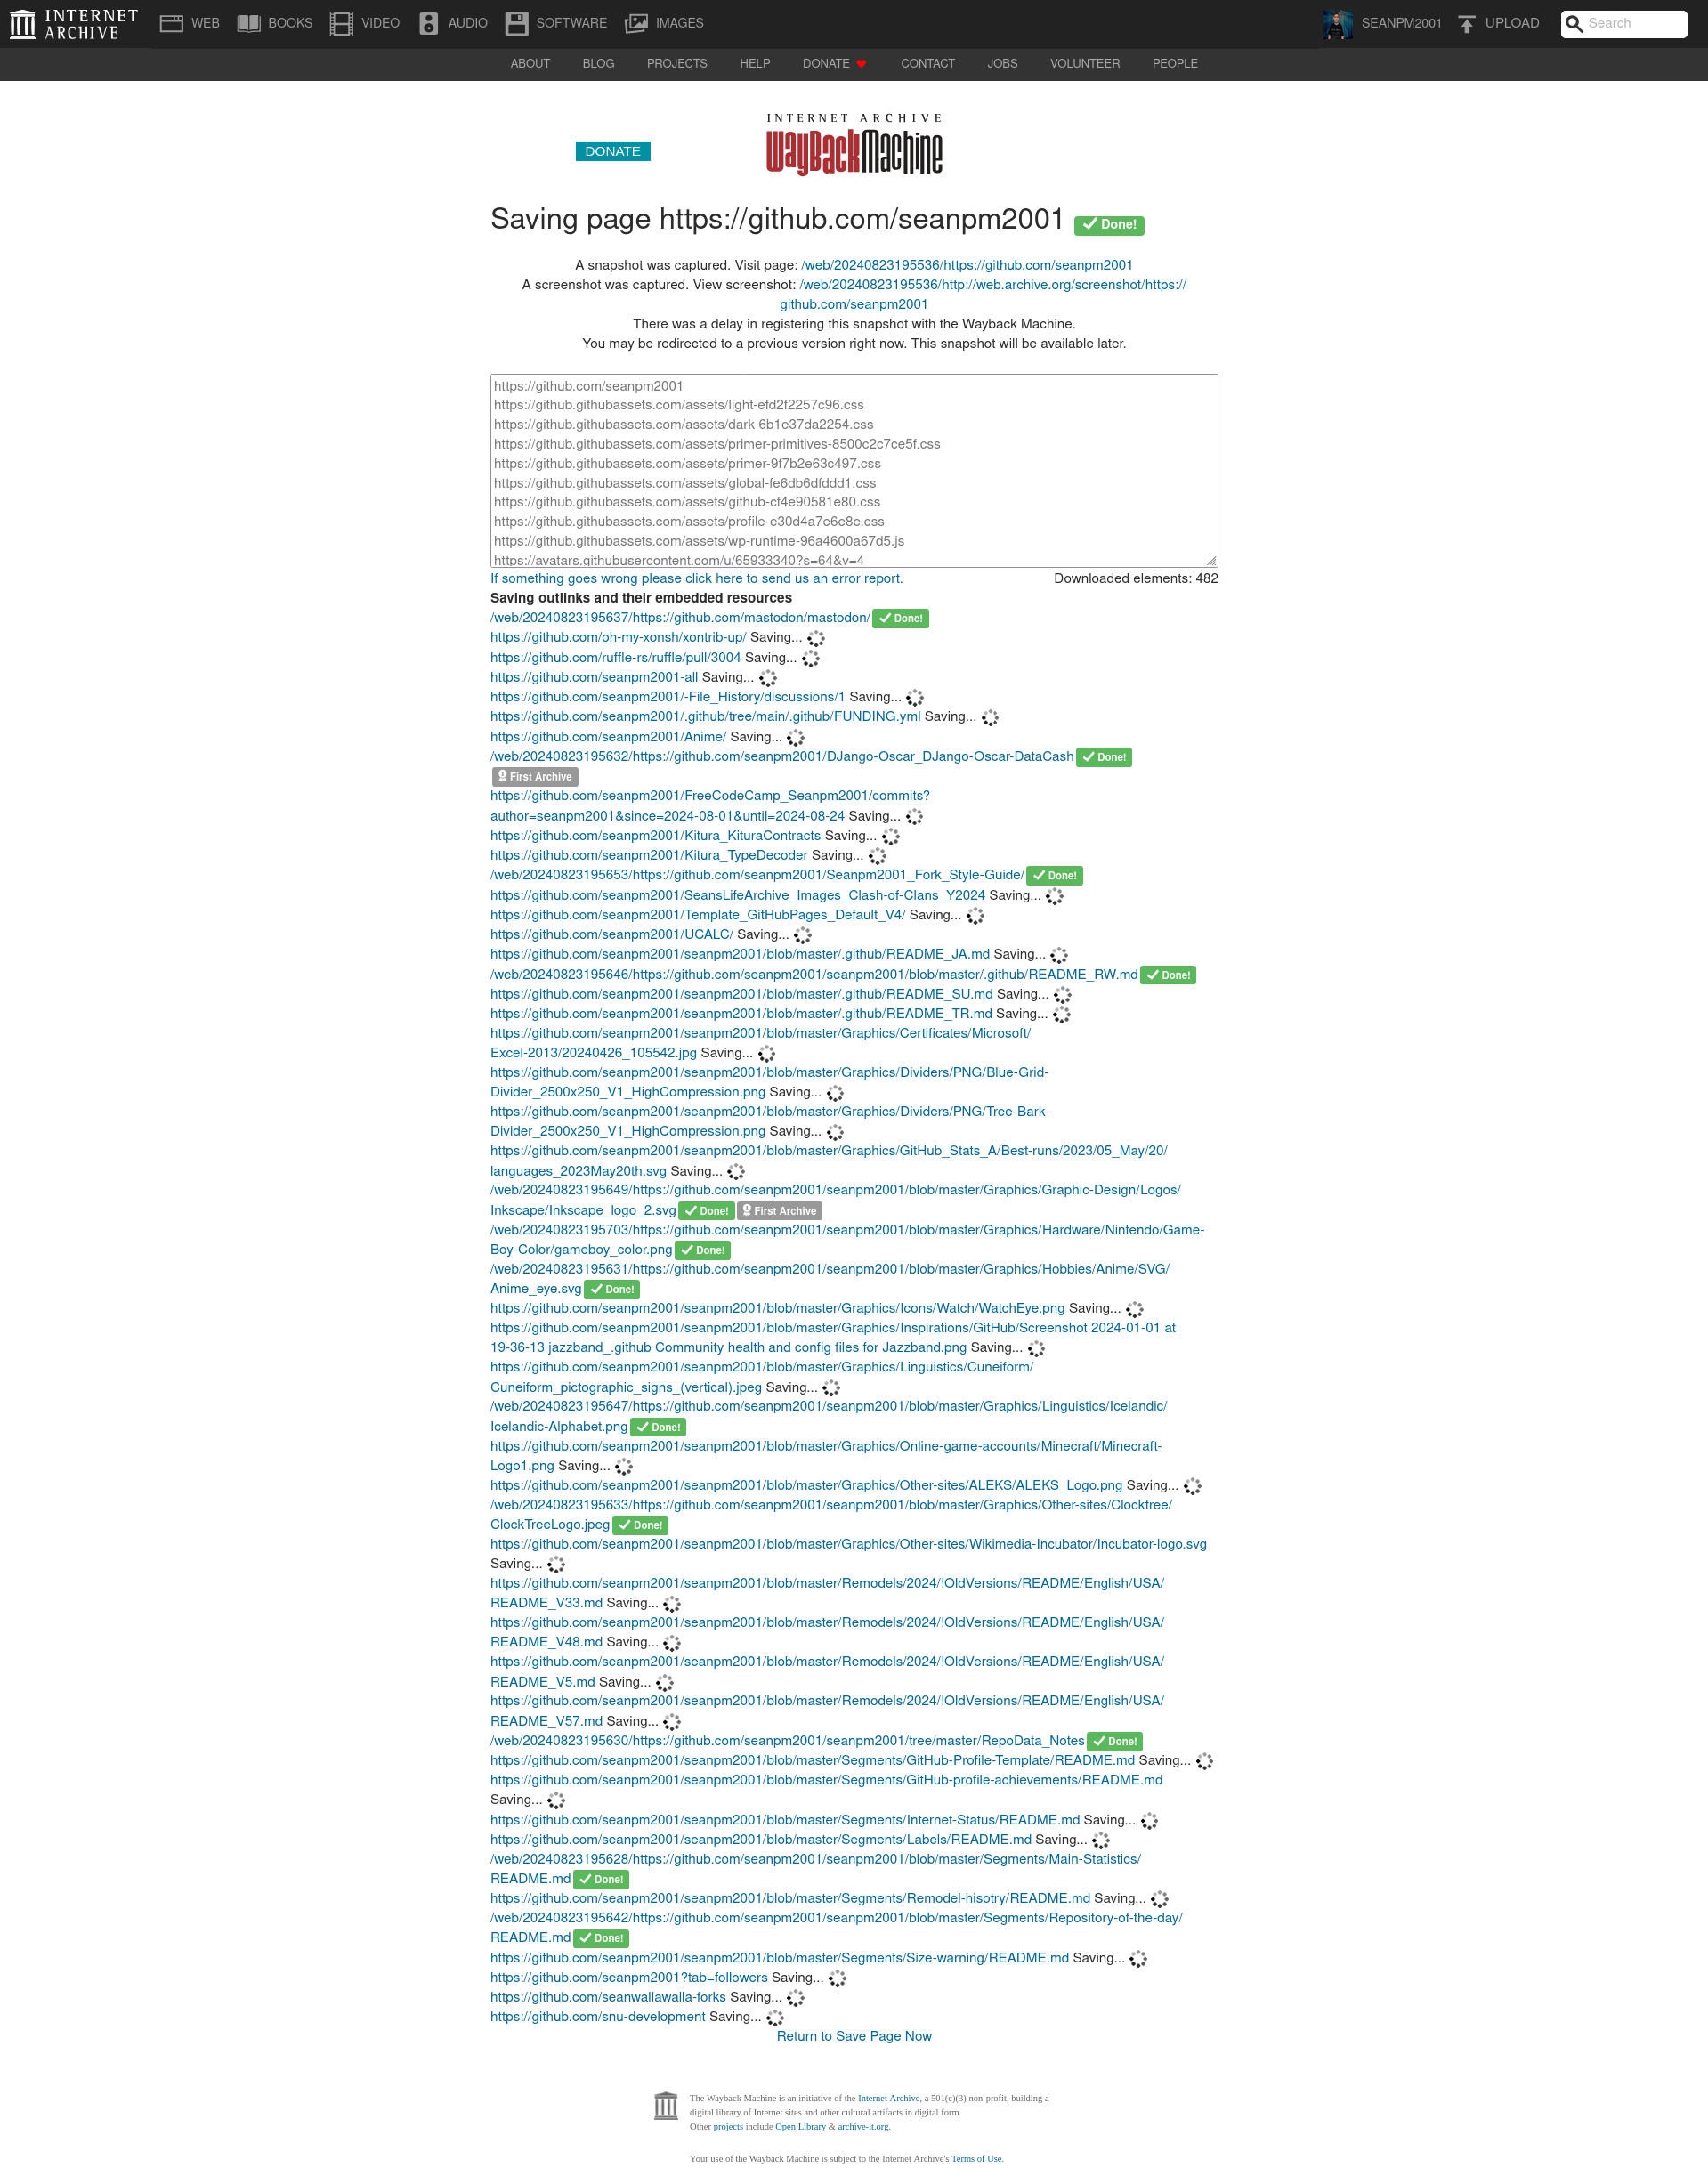 INTERNET ARCHIVE
WEB BOOKS VIDEO AUDIO SOFTWARE IMAGES SEANPM2001 UPLOAD Search
ABOUT BLOG PROJECTS HELP DONATE CONTACT JOBS VOLUNTEER PEOPLE
INTERNET ARCHIVE
DONATE WayBackMachine
Saving page https://github.com/seanpm2001 Done!
A snapshot was captured. Visit page: /web/20240823195536/https://github.com/seanpm2001
A screenshot was captured. View screenshot: /web/20240823195536/http://web.archive.org/screenshot/https://
github.com/seanpm2001
There was a delay in registering this snapshot with the Wayback Machine.
You may be redirected to a previous version right now. This snapshot will be available later.
https://github.com/seanpm2001
https://github.githubassets.com/assets/light-efd2f2257c96.css
https://github.githubassets.com/assets/dark-6b1e37da2254.css
https://github.githubassets.com/assets/primer-primitives-8500c2c7ce5f.css
https://github.githubassets.com/assets/primer-9f7b2e63c497.css
https://github.githubassets.com/assets/global-fe6db6dfddd1.css
https://github.githubassets.com/assets/github-cf4e90581e80.css
https://github.githubassets.com/assets/profile-e30d4a7e6e8e.css
https://github.githubassets.com/assets/wp-runtime-96a4600a67d5.js
https://avatars.githubusercontent.com/u/65933340?s=64&v=4
If something goes wrong please click here to send us an error report. Downloaded elements: 482
Saving outlinks and their embedded resources
/web/20240823195637/https://github.com/mastodon/mastodon/ Done!
https://github.com/oh-my-xonsh/xontrib-up/ Saving...
https://github.com/ruffle-rs/ruffle/pull/3004 Saving...
https://github.com/seanpm2001-all Saving...
https://github.com/seanpm2001/-File_History/discussions/1 Saving...
https://github.com/seanpm2001/.github/tree/main/.github/FUNDING.yml Saving...
https://github.com/seanpm2001/Anime/ Saving...
/web/20240823195632/https://github.com/seanpm2001/DJango-Oscar_DJango-Oscar-DataCash Done!
First Archive
https://github.com/seanpm2001/FreeCodeCamp_Seanpm2001/commits?
author=seanpm2001&since=2024-08-01&until=2024-08-24 Saving...
https://github.com/seanpm2001/Kitura_KituraContracts Saving...
https://github.com/seanpm2001/Kitura_TypeDecoder Saving...
/web/20240823195653/https://github.com/seanpm2001/Seanpm2001_Fork_Style-Guide/ Done!
https://github.com/seanpm2001/SeansLifeArchive_Images_Clash-of-Clans_Y2024 Saving...
https://github.com/seanpm2001/Template_GitHubPages_Default_V4/ Saving...
https://github.com/seanpm2001/UCALC/ Saving...
https://github.com/seanpm2001/seanpm2001/blob/master/.github/README_JA.md Saving...
/web/20240823195646/https://github.com/seanpm2001/seanpm2001/blob/master/.github/README_RW.md Done!
https://github.com/seanpm2001/seanpm2001/blob/master/.github/README_SU.md Saving...
https://github.com/seanpm2001/seanpm2001/blob/master/.github/README_TR.md Saving...
https://github.com/seanpm2001/seanpm2001/blob/master/Graphics/Certificates/Microsoft/
Excel-2013/20240426_105542.jpg Saving...
https://github.com/seanpm2001/seanpm2001/blob/master/Graphics/Dividers/PNG/Blue-Grid-
Divider_2500x250_V1_HighCompression.png Saving...
https://github.com/seanpm2001/seanpm2001/blob/master/Graphics/Dividers/PNG/Tree-Bark-
Divider_2500x250_V1_HighCompression.png Saving...
https://github.com/seanpm2001/seanpm2001/blob/master/Graphics/GitHub_Stats_A/Best-runs/2023/05_May/20/
languages_2023May20th.svg Saving...
/web/20240823195649/https://github.com/seanpm2001/seanpm2001/blob/master/Graphics/Graphic-Design/Logos/
Inkscape/Inkscape_logo_2.svg Done! First Archive
/web/20240823195703/https://github.com/seanpm2001/seanpm2001/blob/master/Graphics/Hardware/Nintendo/Game-
Boy-Color/gameboy_color.png Done!
/web/20240823195631/https://github.com/seanpm2001/seanpm2001/blob/master/Graphics/Hobbies/Anime/SVG/
Anime_eye.svg Done!
https://github.com/seanpm2001/seanpm2001/blob/master/Graphics/Icons/Watch/WatchEye.png Saving...
https://github.com/seanpm2001/seanpm2001/blob/master/Graphics/Inspirations/GitHub/Screenshot 2024-01-01 at
19-36-13 jazzband_.github Community health and config files for Jazzband.png Saving...
https://github.com/seanpm2001/seanpm2001/blob/master/Graphics/Linguistics/Cuneiform/
Cuneiform_pictographic_signs_(vertical).jpeg Saving...
/web/20240823195647/https://github.com/seanpm2001/seanpm2001/blob/master/Graphics/Linguistics/Icelandic/
Icelandic-Alphabet.png Done!
https://github.com/seanpm2001/seanpm2001/blob/master/Graphics/Online-game-accounts/Minecraft/Minecraft-
Logo1.png Saving...
https://github.com/seanpm2001/seanpm2001/blob/master/Graphics/Other-sites/ALEKS/ALEKS_Logo.png Saving...
/web/20240823195633/https://github.com/seanpm2001/seanpm2001/blob/master/Graphics/Other-sites/Clocktree/
ClockTreeLogo.jpeg Done!
https://github.com/seanpm2001/seanpm2001/blob/master/Graphics/Other-sites/Wikimedia-Incubator/Incubator-logo.svg
Saving...
https://github.com/seanpm2001/seanpm2001/blob/master/Remodels/2024/!OldVersions/README/English/USA/
README_V33.md Saving...
https://github.com/seanpm2001/seanpm2001/blob/master/Remodels/2024/!OldVersions/README/English/USA/
README_V48.md Saving...
https://github.com/seanpm2001/seanpm2001/blob/master/Remodels/2024/!OldVersions/README/English/USA/
README_V5.md Saving...
https://github.com/seanpm2001/seanpm2001/blob/master/Remodels/2024/!OldVersions/README/English/USA/
README_V57.md Saving...
/web/20240823195630/https://github.com/seanpm2001/seanpm2001/tree/master/RepoData_Notes Done!
https://github.com/seanpm2001/seanpm2001/blob/master/Segments/GitHub-Profile-Template/README.md Saving...
https://github.com/seanpm2001/seanpm2001/blob/master/Segments/GitHub-profile-achievements/README.md
Saving...
https://github.com/seanpm2001/seanpm2001/blob/master/Segments/Internet-Status/README.md Saving...
https://github.com/seanpm2001/seanpm2001/blob/master/Segments/Labels/README.md Saving...
/web/20240823195628/https://github.com/seanpm2001/seanpm2001/blob/master/Segments/Main-Statistics/
README.md Done!
https://github.com/seanpm2001/seanpm2001/blob/master/Segments/Remodel-hisotry/README.md Saving...
/web/20240823195642/https://github.com/seanpm2001/seanpm2001/blob/master/Segments/Repository-of-the-day/
README.md Done!
https://github.com/seanpm2001/seanpm2001/blob/master/Segments/Size-warning/README.md Saving...
https://github.com/seanpm2001?tab=followers Saving...
https://github.com/seanwallawalla-forks Saving...
https://github.com/snu-development Saving...
Return to Save Page Now
The Wayback Machine is an initiative of the Internet Archive, a 501(c)(3) non-profit, building a
digital library of Internet sites and other cultural artifacts in digital form.
Other projects include Open Library & archive-it.org.
Your use of the Wayback Machine is subject to the Internet Archive's Terms of Use.